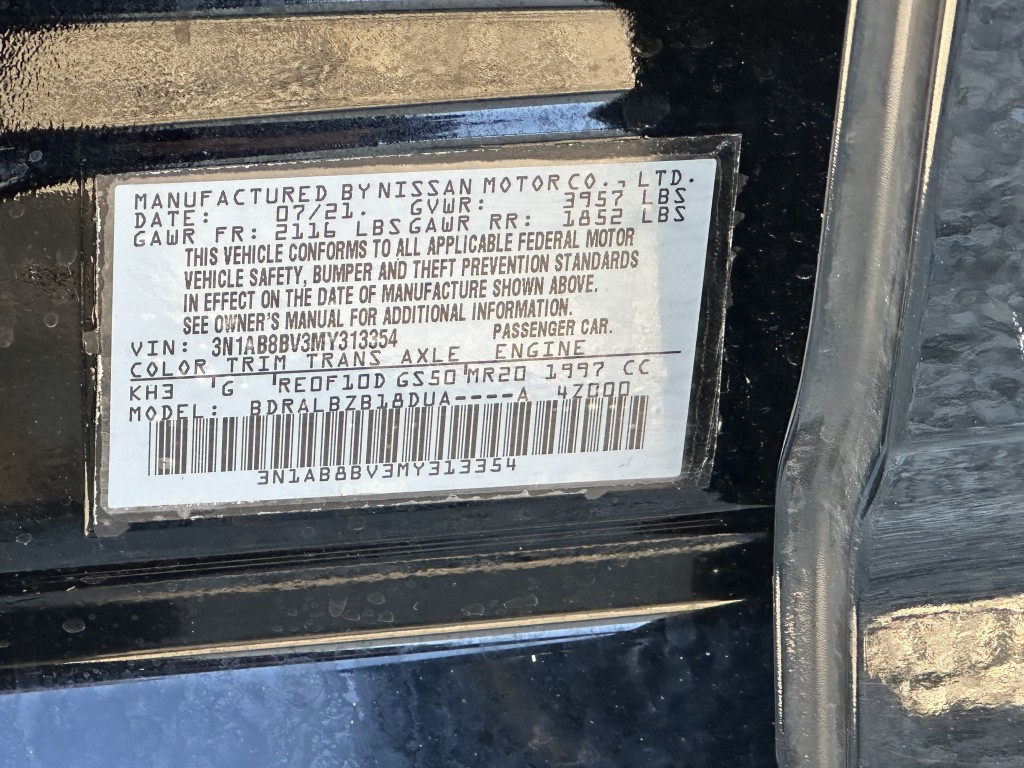 MANUFACTURED BY NISSAN MOTOR CO., LTD.
DATE: 07/21. GVWR: 3957 LBS
GAWR FR: 2116 LBS GAWR RR: 1852 LBS
THIS VEHICLE CONFORMS TO ALL APPLICABLE FEDERAL MOTOR
VEHICLE SAFETY, BUMPER AND THEFT PREVENTION STANDARDS
IN EFFECT ON THE DATE OF MANUFACTURE SHOWN ABOVE.
SEE OWNER'S MANUAL FOR ADDITIONAL INFORMATION.
VIN: 3N1AB8BV3MY313354 PASSENGER CAR.
COLOR TRIM TRANS AXLE ENGINE
KH3 G RE0F10D GS50 MR20 1997 CC
MODEL: BDRALBZB18DUA----A 4Z000
3N1AB8BV3MY313354